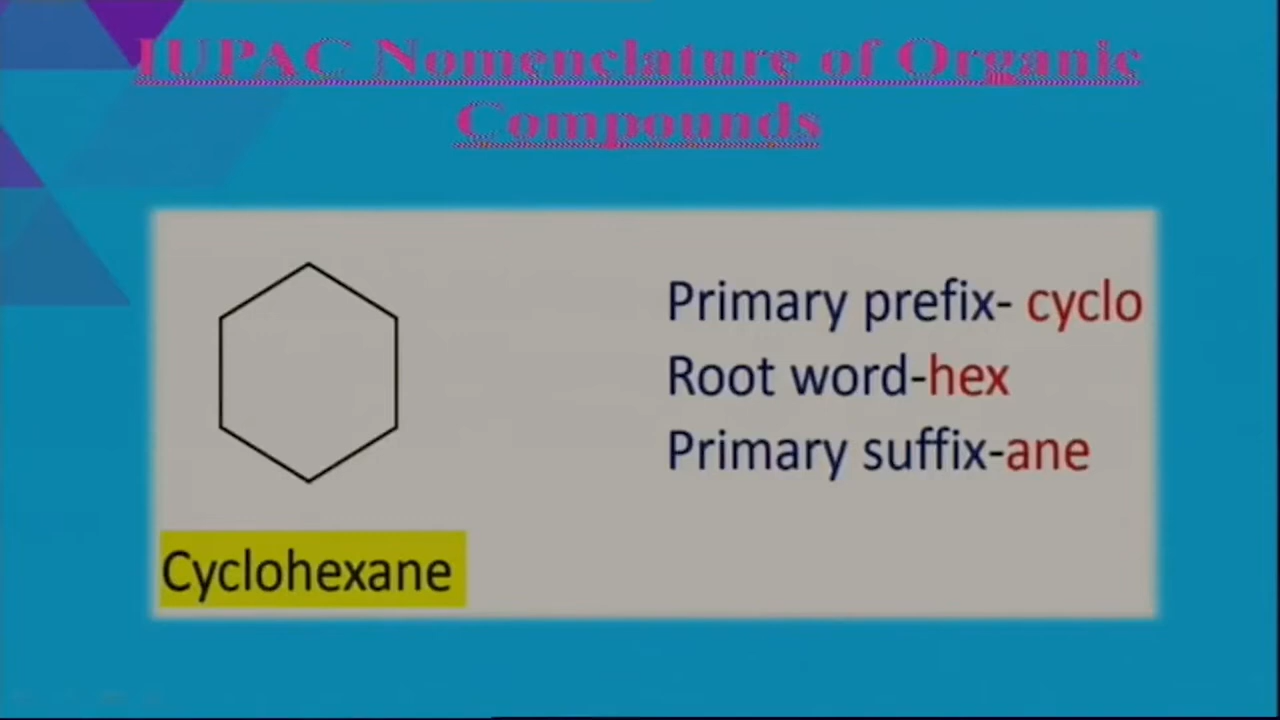 IUPAC Nomenclature of Organic
Compounds
Primary prefix- cyclo
Root word-hex
Primary suffix-ane
Cyclohexane